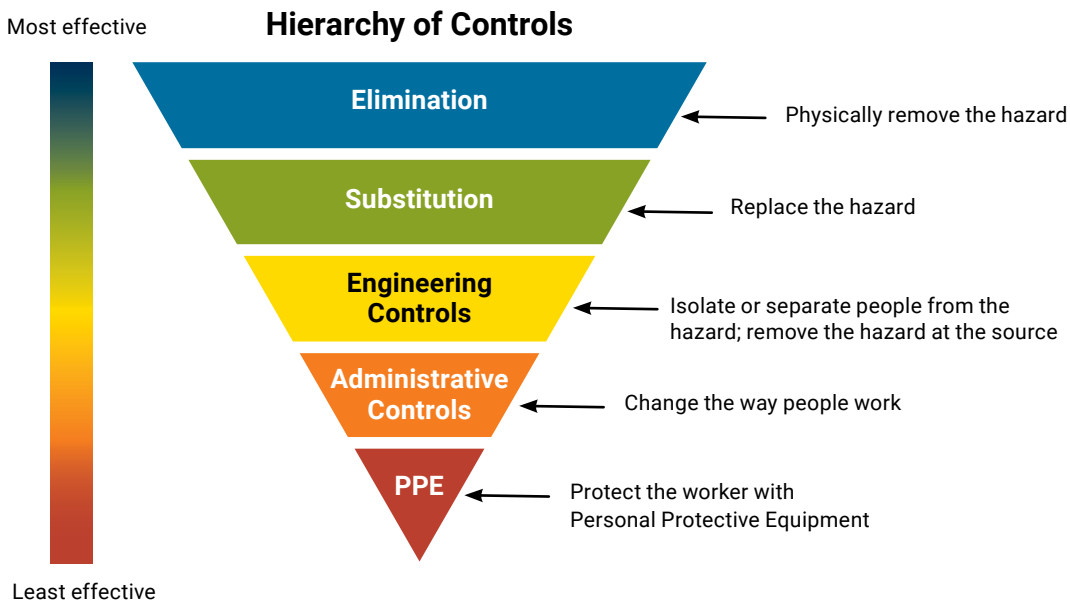 Most effective
Hierarchy of Controls
Elimination
Physically remove the hazard
Substitution
Replace the hazard
Engineering
Controls
Isolate or separate people from the
hazard; remove the hazard at the source
Administrative
Controls
Change the way people work
PPE
Protect the worker with
Personal Protective Equipment
Least effective